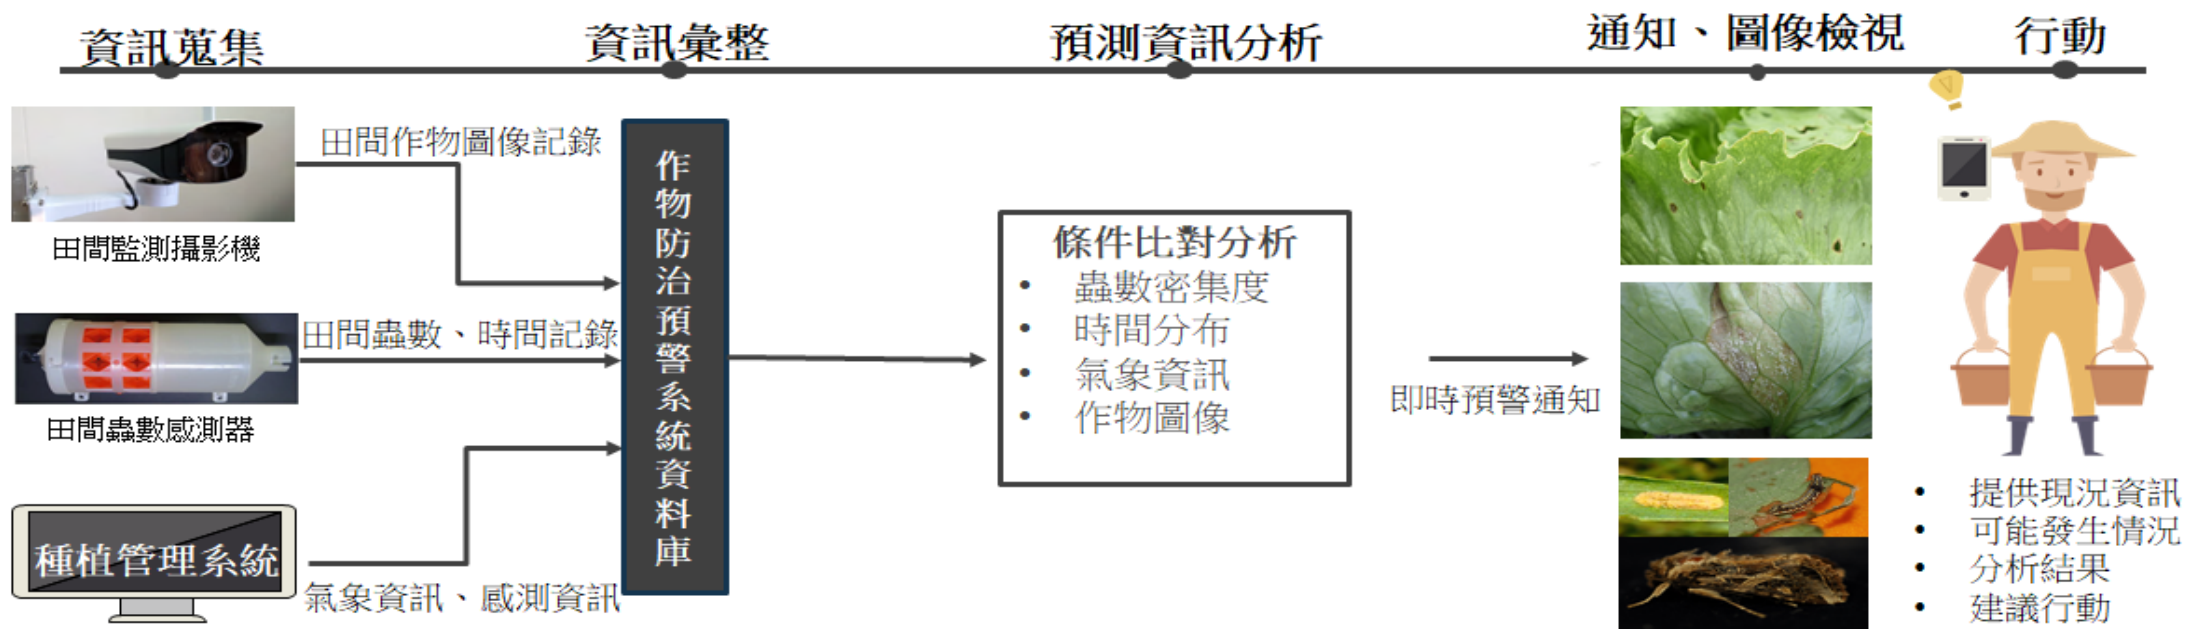 資訊蒐集
資訊彙整
預測資訊分析
通知、圖像檢視
行動
田間作物圖像記錄
田間監測攝影機
田間蟲數、時間記錄
田間蟲數感測器
種植管理系統
氣象資訊、感測資訊
作物防治預警系統資料庫
條件比對分析
• 蟲數密集度
• 時間分布
• 氣象資訊
• 作物圖像
即時預警通知
• 提供現況資訊
• 可能發生情況
• 分析結果
• 建議行動